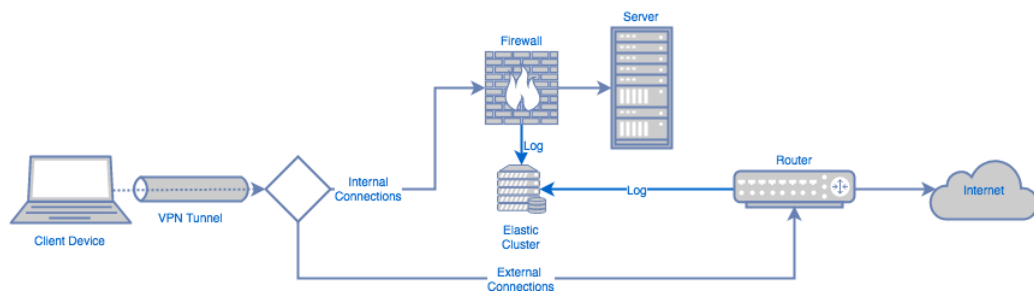 Server
Firewall
Log
Internal
Connections
Router
Log
Internet
VPN Tunnel
Client Device
Elastic
Cluster
External
Connections